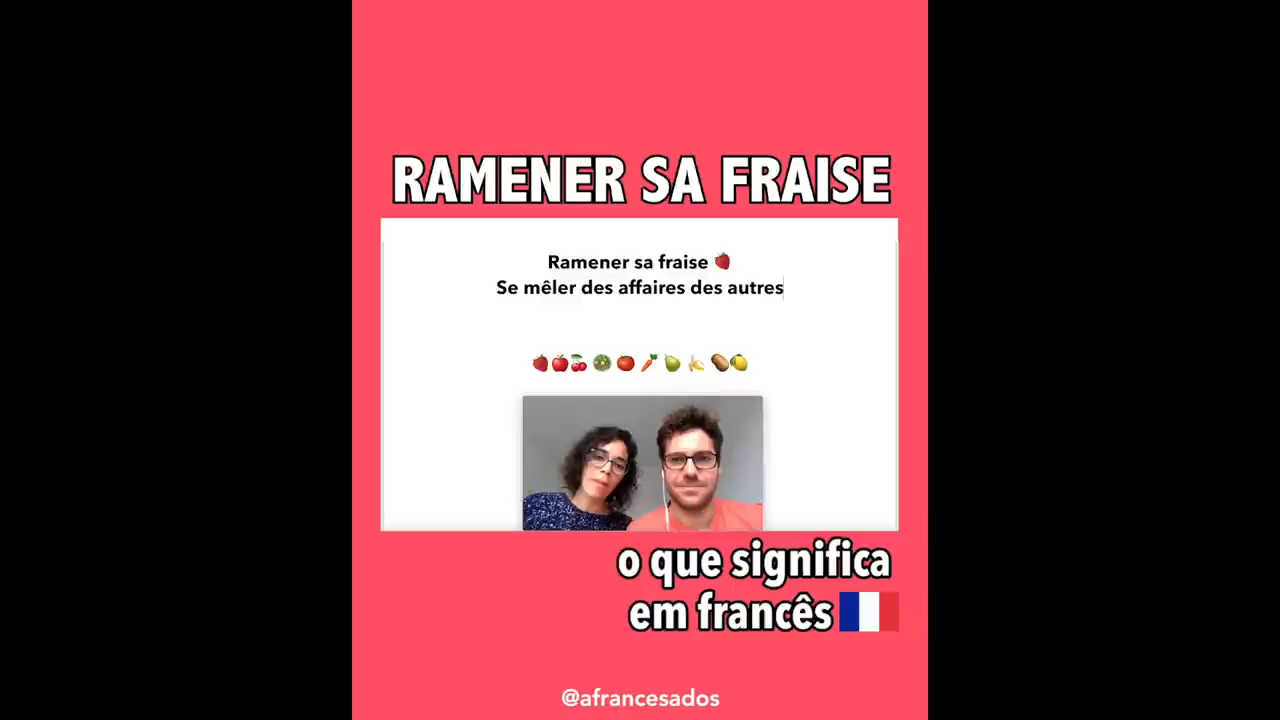 RAMENER SA FRAISE
Ramener sa fraise 🍓
Se mêler des affaires des autres
o que significa
em francês 🇫🇷
@afrancesados